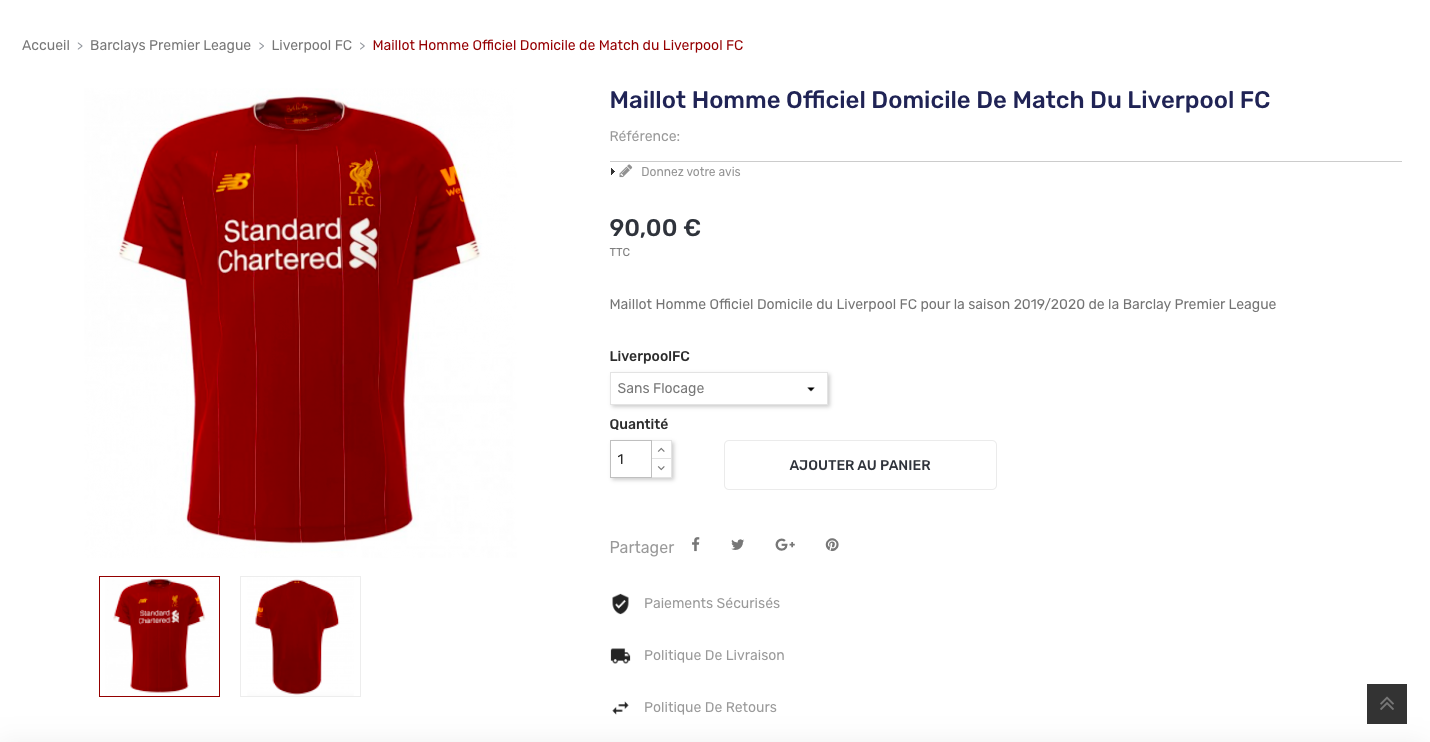 Accueil > Barclays Premier League > Liverpool FC > Maillot Homme Officiel Domicile de Match du Liverpool FC
Maillot Homme Officiel Domicile De Match Du Liverpool FC
Référence:
Donnez votre avis
90,00 €
TTC
Maillot Homme Officiel Domicile du Liverpool FC pour la saison 2019/2020 de la Barclay Premier League
LiverpoolFC
Sans Flocage
Quantité
1
AJOUTER AU PANIER
Partager
Paiements Sécurisés
Politique De Livraison
Politique De Retours
NB
LFC
Standard
Chartered
Standard
Chartered